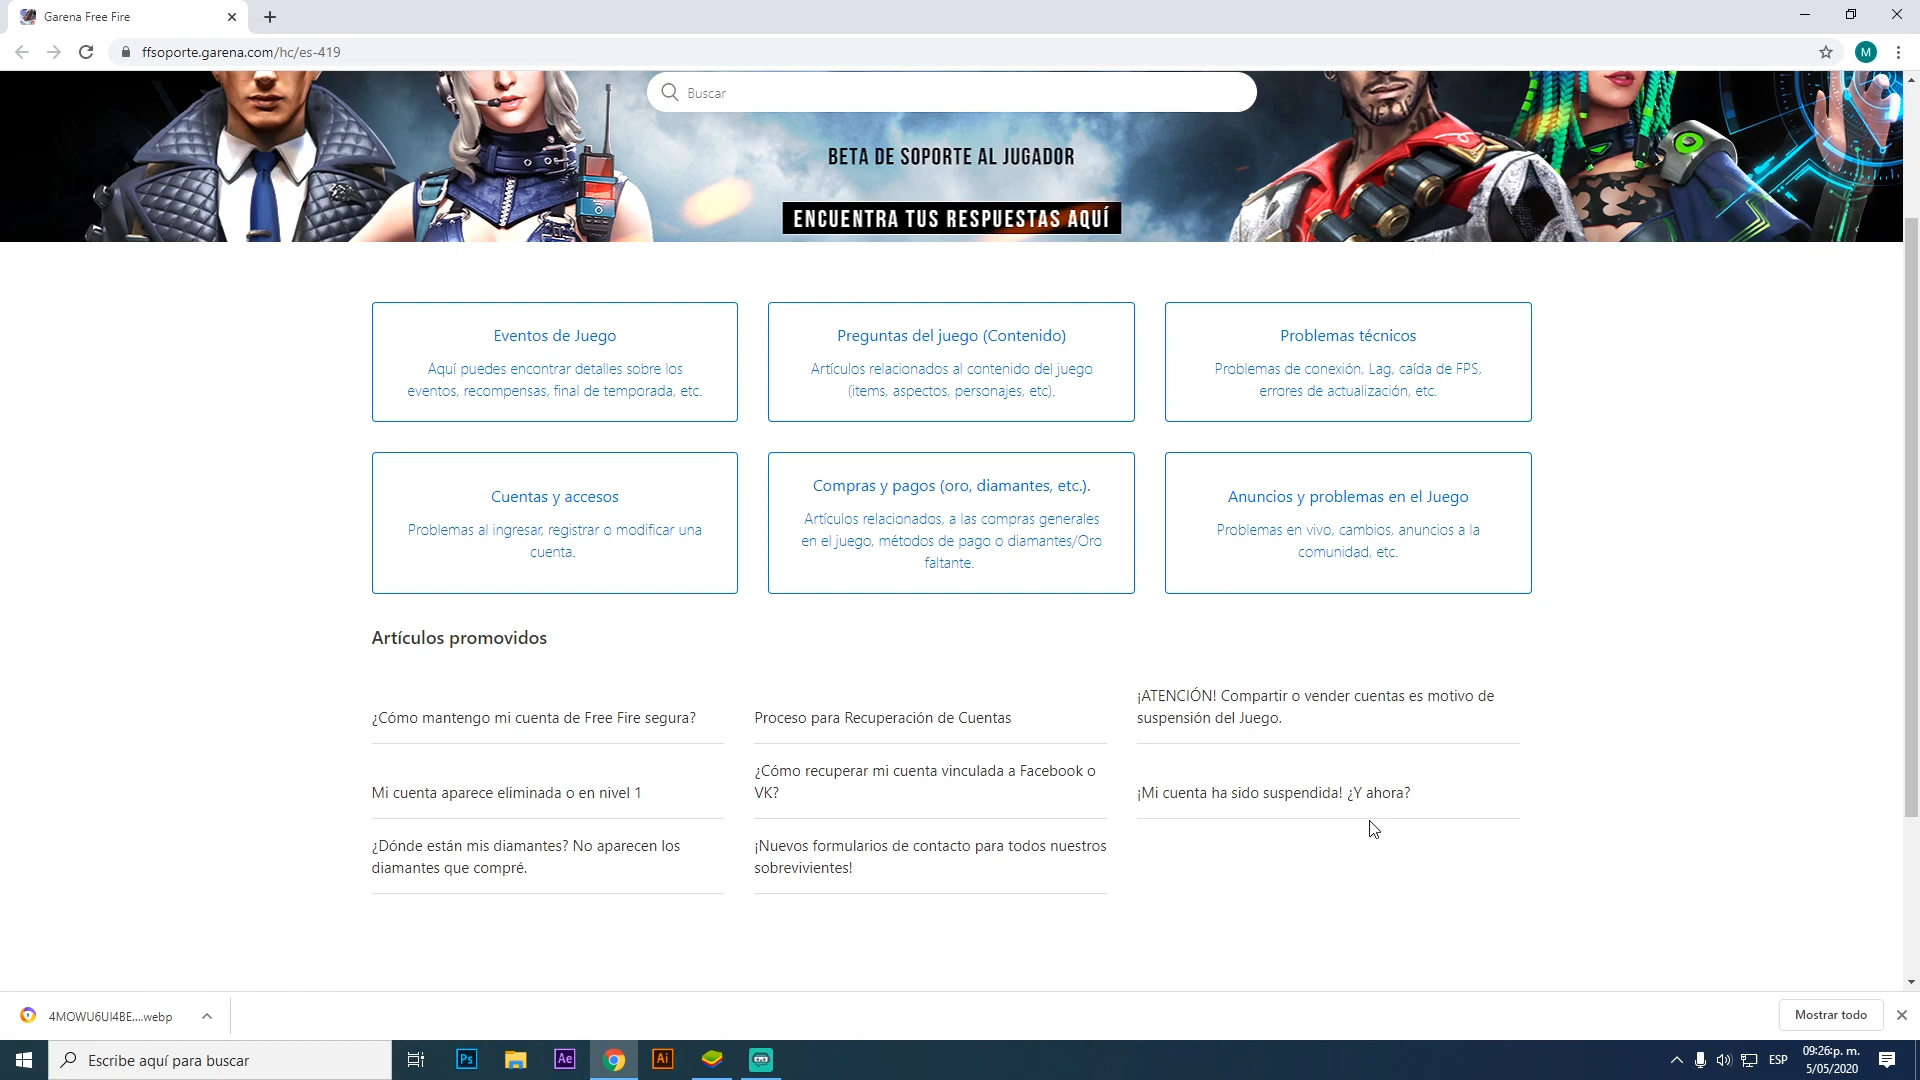 Garena Free Fire
ffsoporte.garena.com/hc/es-419
M
Buscar
BETA DE SOPORTE AL JUGADOR
ENCUENTRA TUS RESPUESTAS AQUÍ
Eventos de Juego
Aquí puedes encontrar detalles sobre los
eventos, recompensas, final de temporada, etc.
Preguntas del juego (Contenido)
Artículos relacionados al contenido del juego
(items, aspectos, personajes, etc).
Problemas técnicos
Problemas de conexión, Lag, caída de FPS,
errores de actualización, etc.
Cuentas y accesos
Problemas al ingresar, registrar o modificar una
cuenta.
Compras y pagos (oro, diamantes, etc.).
Artículos relacionados, a las compras generales
en el juego, métodos de pago o diamantes/Oro
faltante.
Anuncios y problemas en el Juego
Problemas en vivo, cambios, anuncios a la
comunidad, etc.
Artículos promovidos
¿Cómo mantengo mi cuenta de Free Fire segura?
Proceso para Recuperación de Cuentas
¡ATENCIÓN! Compartir o vender cuentas es motivo de
suspensión del Juego.
Mi cuenta aparece eliminada o en nivel 1
¿Cómo recuperar mi cuenta vinculada a Facebook o
VK?
¡Mi cuenta ha sido suspendida! ¿Y ahora?
¿Dónde están mis diamantes? No aparecen los
diamantes que compré.
¡Nuevos formularios de contacto para todos nuestros
sobrevivientes!
4MOWU6UI4BE....webp
Mostrar todo
Escribe aquí para buscar
Ps
Ae
Ai
ESP
09:26:p. m.
5/05/2020